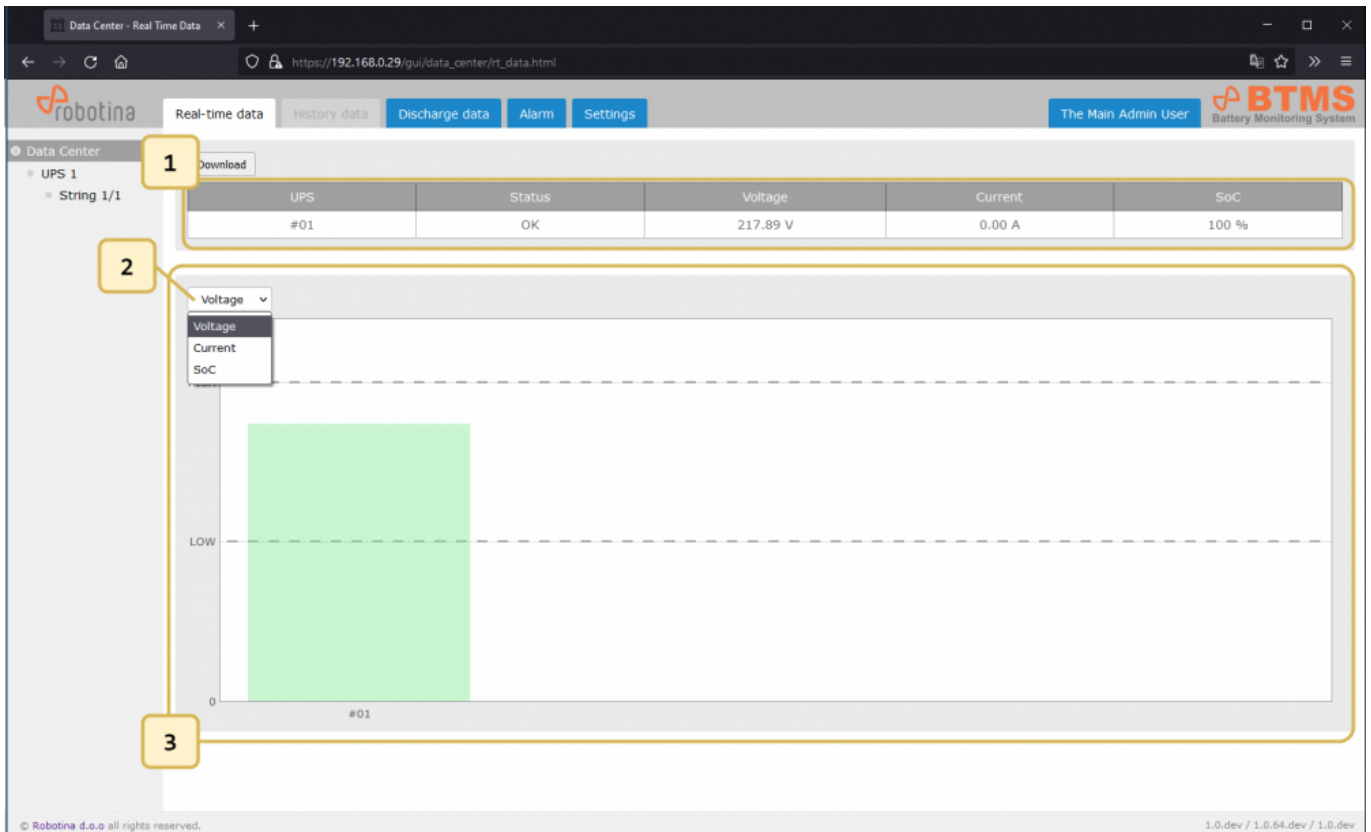 Data Center - Real Time Data
https://192.168.0.29/gui/data_center/rt_data.html
robotina
Real-time data History data Discharge data Alarm Settings The Main Admin User BTMS
Battery Monitoring System
Data Center
UPS 1
String 1/1
1
Download
UPS Status Voltage Current SoC
#01 OK 217.89 V 0.00 A 100 %
2
Voltage
Voltage
Current
SoC
LOW
0
#01
3
© Robotina d.o.o all rights reserved. 1.0.dev / 1.0.64.dev / 1.0.dev